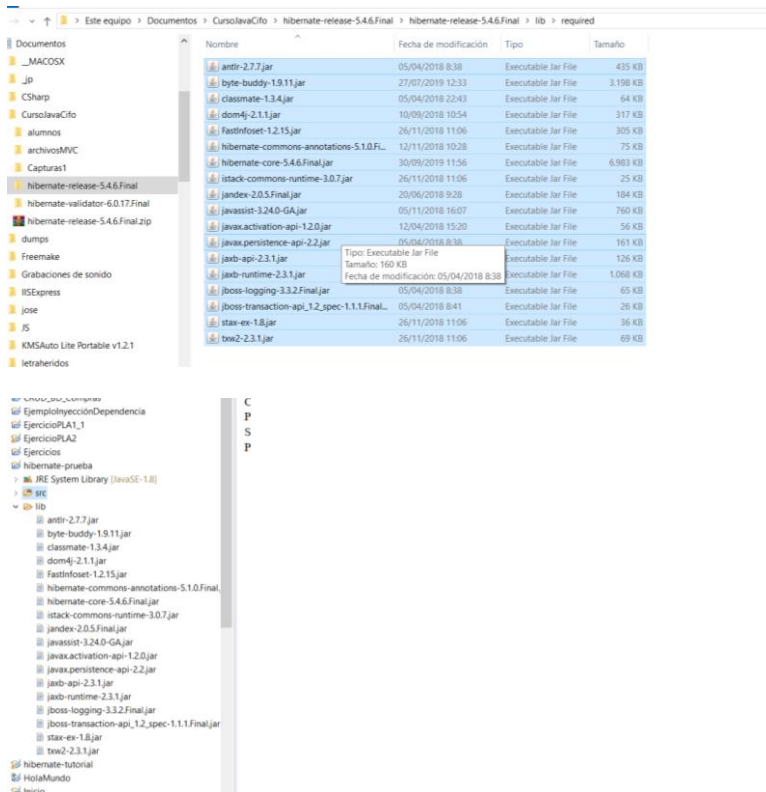 > Este equipo > Documentos > CursoJavaCifo > hibernate-release-5.4.6.Final > hibernate-release-5.4.6.Final > lib > required
Documentos
__MACOSX
_jp
CSharp
CursoJavaCifo
alumnos
archivosMVC
Capturas1
hibernate-release-5.4.6.Final
hibernate-validator-6.0.17.Final
hibernate-release-5.4.6.Final.zip
dumps
Freemake
Grabaciones de sonido
IISExpress
jose
JS
KMSAuto Lite Portable v1.2.1
letraheridos
Nombre Fecha de modificación Tipo Tamaño
antlr-2.7.7.jar 05/04/2018 8:38 Executable Jar File 435 KB
byte-buddy-1.9.11.jar 27/07/2019 12:33 Executable Jar File 3.198 KB
classmate-1.3.4.jar 05/04/2018 22:43 Executable Jar File 64 KB
dom4j-2.1.1.jar 10/09/2018 10:54 Executable Jar File 317 KB
FastInfoset-1.2.15.jar 26/11/2018 11:06 Executable Jar File 305 KB
hibernate-commons-annotations-5.1.0.Fi... 12/11/2018 10:28 Executable Jar File 75 KB
hibernate-core-5.4.6.Final.jar 30/09/2019 11:56 Executable Jar File 6.983 KB
istack-commons-runtime-3.0.7.jar 26/11/2018 11:06 Executable Jar File 25 KB
jandex-2.0.5.Final.jar 20/06/2018 9:28 Executable Jar File 184 KB
javassist-3.24.0-GA.jar 05/11/2018 16:07 Executable Jar File 760 KB
javax.activation-api-1.2.0.jar 12/04/2018 15:20 Executable Jar File 56 KB
javax.persistence-api-2.2.jar 05/04/2018 8:38 Executable Jar File 161 KB
jaxb-api-2.3.1.jar Executable Jar File 126 KB
jaxb-runtime-2.3.1.jar Executable Jar File 1.068 KB
Tipo: Executable Jar File
Tamaño: 160 KB
Fecha de modificación: 05/04/2018 8:38
jboss-logging-3.3.2.Final.jar 05/04/2018 8:38 Executable Jar File 65 KB
jboss-transaction-api_1.2_spec-1.1.1.Final... 05/04/2018 8:41 Executable Jar File 26 KB
stax-ex-1.8.jar 26/11/2018 11:06 Executable Jar File 36 KB
txw2-2.3.1.jar 26/11/2018 11:06 Executable Jar File 69 KB
EjemploInyecciónDependencia
EjercicioPLA1_1
EjercicioPLA2
Ejercicios
hibernate-prueba
JRE System Library [JavaSE-1.8]
src
lib
antlr-2.7.7.jar
byte-buddy-1.9.11.jar
classmate-1.3.4.jar
dom4j-2.1.1.jar
FastInfoset-1.2.15.jar
hibernate-commons-annotations-5.1.0.Final.
hibernate-core-5.4.6.Final.jar
istack-commons-runtime-3.0.7.jar
jandex-2.0.5.Final.jar
javassist-3.24.0-GA.jar
javax.activation-api-1.2.0.jar
javax.persistence-api-2.2.jar
jaxb-api-2.3.1.jar
jaxb-runtime-2.3.1.jar
jboss-logging-3.3.2.Final.jar
jboss-transaction-api_1.2_spec-1.1.1.Final.jar
stax-ex-1.8.jar
txw2-2.3.1.jar
hibernate-tutorial
HolaMundo
C
P
S
P